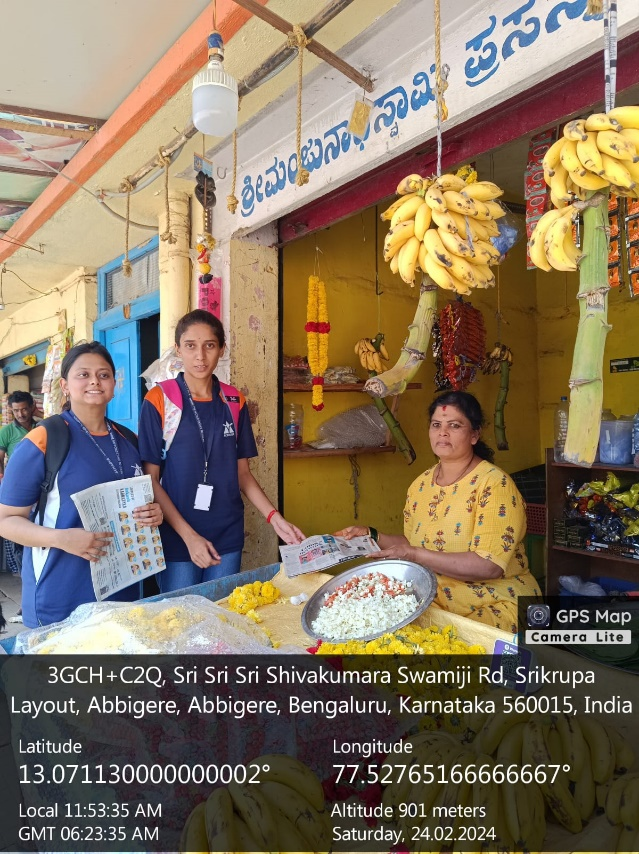 ಶ್ರೀ ಮಂಜುನಾಥಸ್ವಾಮಿ ಪ್ರಸನ್ನ
GPS Map
Camera Lite
3GCH+C2Q, Sri Sri Sri Shivakumara Swamiji Rd, Srikrupa
Layout, Abbigere, Abbigere, Bengaluru, Karnataka 560015, India
Latitude
Longitude
13.071130000000002°
77.52765166666667°
Local 11:53:35 AM
Altitude 901 meters
GMT 06:23:35 AM
Saturday, 24.02.2024